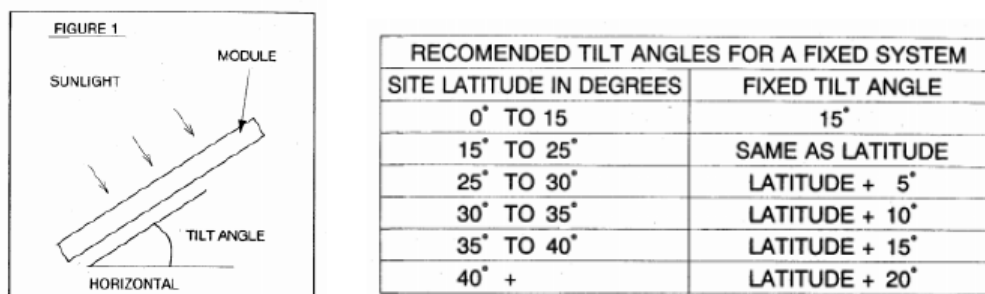 FIGURE 1
MODULE
SUNLIGHT
TILT ANGLE
HORIZONTAL
RECOMENDED TILT ANGLES FOR A FIXED SYSTEM
SITE LATITUDE IN DEGREES FIXED TILT ANGLE
0° TO 15 15°
15° TO 25° SAME AS LATITUDE
25° TO 30° LATITUDE + 5°
30° TO 35° LATITUDE + 10°
35° TO 40° LATITUDE + 15°
40° + LATITUDE + 20°